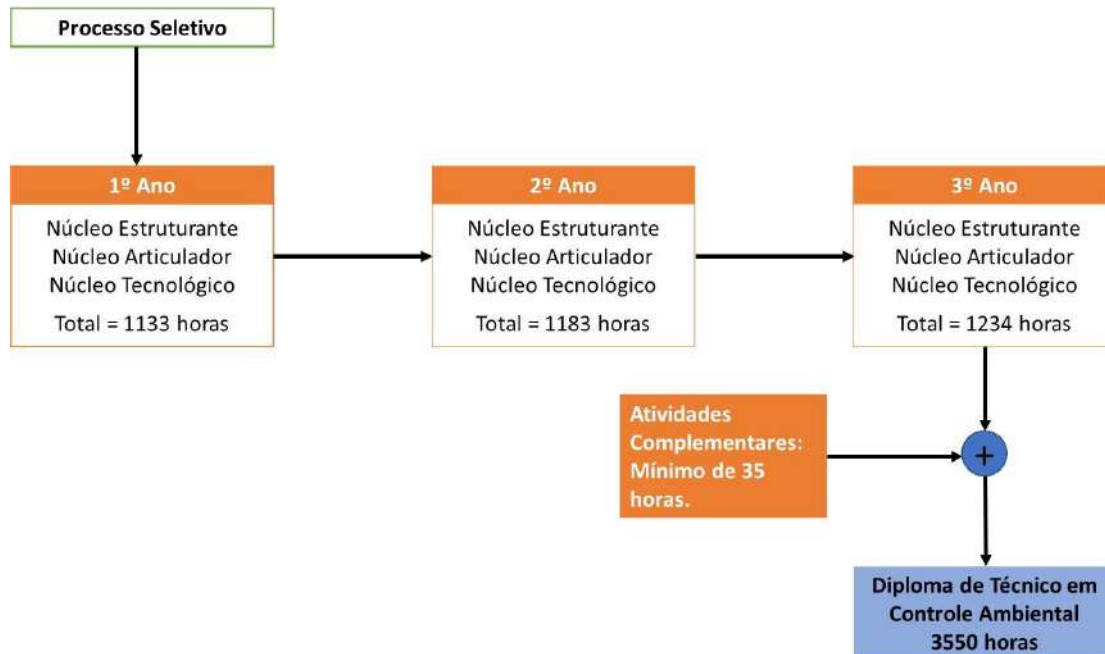 Processo Seletivo
1º Ano
Núcleo Estruturante
Núcleo Articulador
Núcleo Tecnológico
Total = 1133 horas
2º Ano
Núcleo Estruturante
Núcleo Articulador
Núcleo Tecnológico
Total = 1183 horas
3º Ano
Núcleo Estruturante
Núcleo Articulador
Núcleo Tecnológico
Total = 1234 horas
Atividades
Complementares:
Mínimo de 35
horas.
+
Diploma de Técnico em
Controle Ambiental
3550 horas